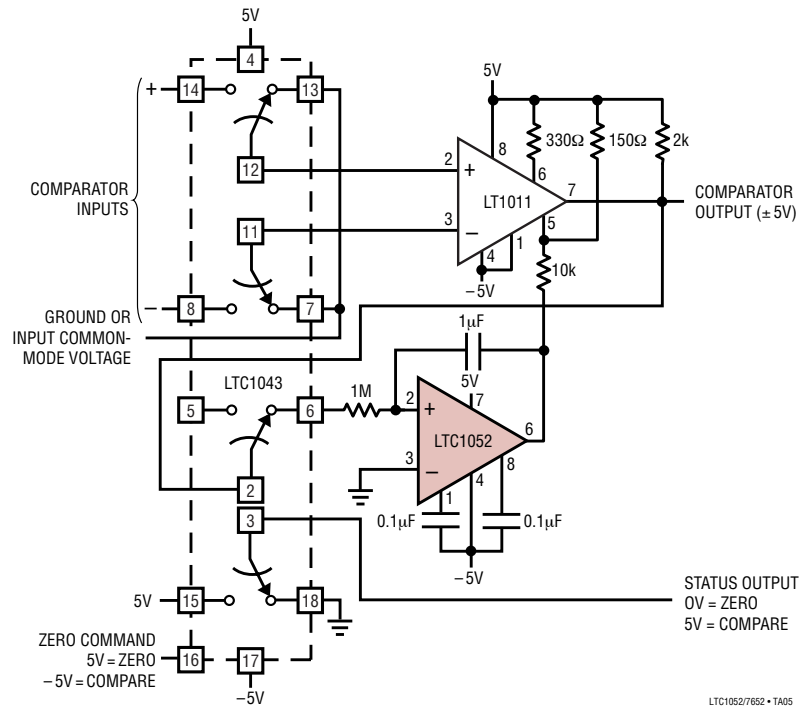 5V
4
+
14
13
12
COMPARATOR
INPUTS
11
−
8
7
GROUND OR
INPUT COMMON-
MODE VOLTAGE
5V
8
330Ω
150Ω
2k
2
+
6
7
LT1011
COMPARATOR
OUTPUT (±5V)
3
−
5
1
4
−5V
10k
1µF
LTC1043
5
6
1M
5V
7
2
+
LTC1052
6
3
−
8
1
4
2
3
0.1µF
0.1µF
−5V
5V
15
18
STATUS OUTPUT
0V = ZERO
5V = COMPARE
ZERO COMMAND
5V = ZERO
−5V = COMPARE
16
17
−5V
LTC1052/7652 • TA05